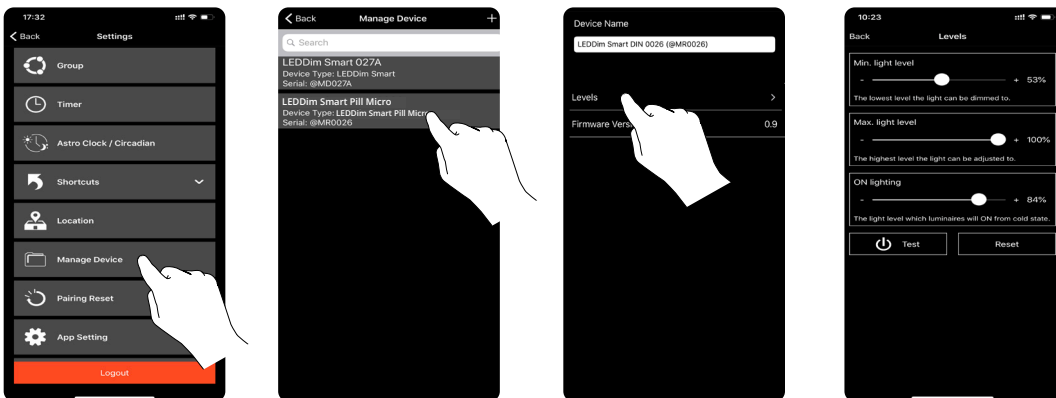 17:32
Back
Settings
Group
Timer
Astro Clock / Circadian
Shortcuts
Location
Manage Device
Pairing Reset
App Setting
Logout
Back
Manage Device
+
Search
LEDDim Smart 027A
Device Type: LEDDim Smart
Serial: @MD027A
LEDDim Smart Pill Micro
Device Type: LEDDim Smart Pill Micro
Serial: @MR0026
Device Name
LEDDim Smart DIN 0026 (@MR0026)
Levels >
Firmware 0.9
10:23
Back
Levels
Min. light level
- + 53%
The lowest level the light can be dimmed to.
Max. light level
- + 100%
The highest level the light can be adjusted to.
ON lighting
- + 84%
The light level which luminaires will ON from cold state.
Test
Reset